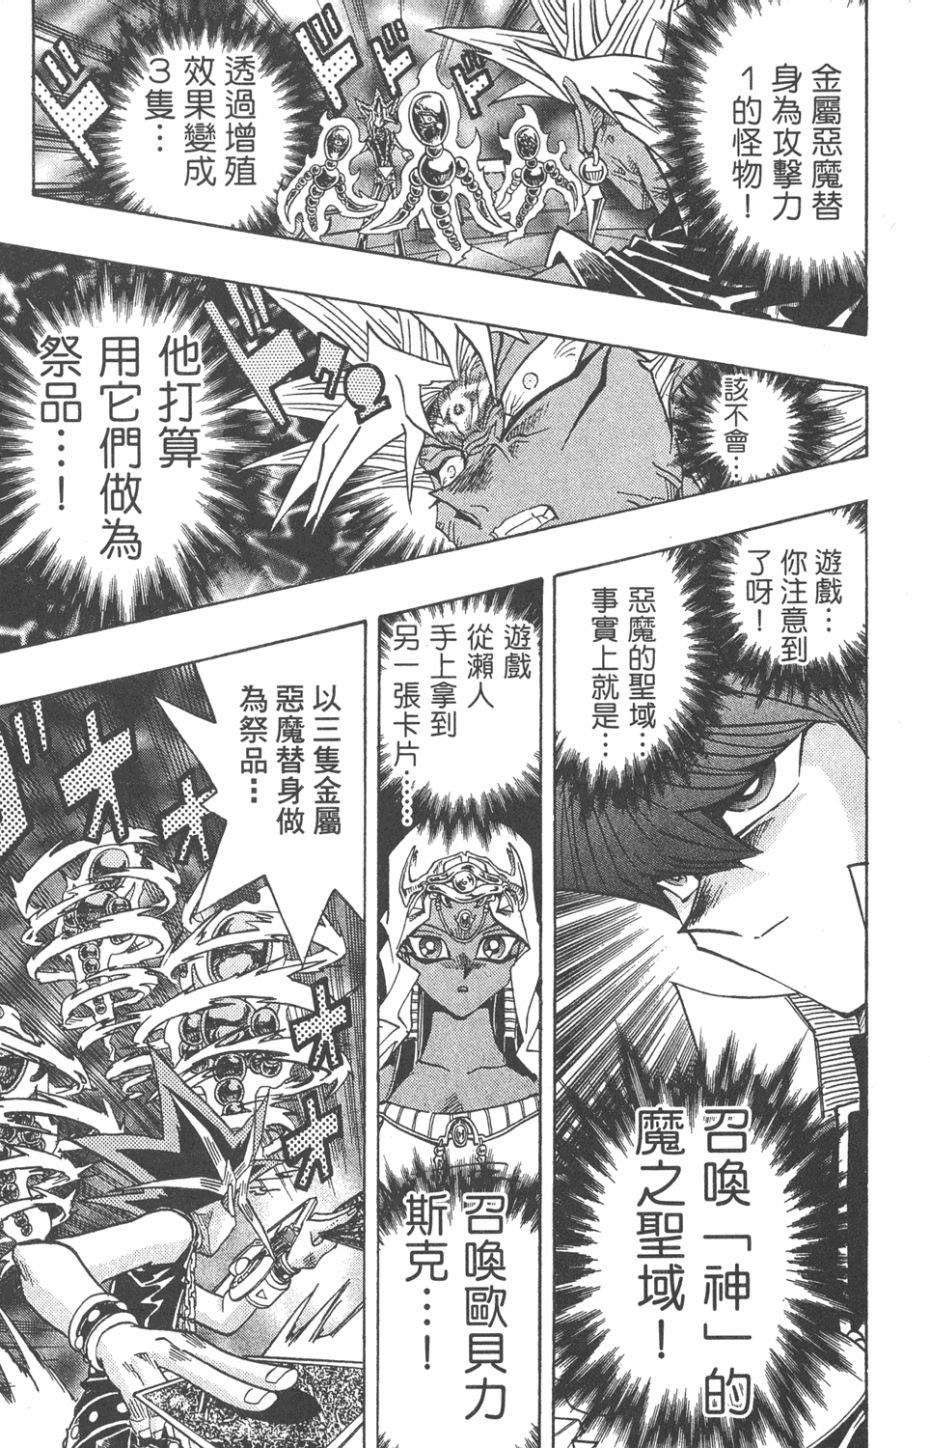 金屬惡魔替
身為攻擊力
1的怪物！
透過增殖
效果變成
3隻…
該不會…
他打算
用它們做為
祭品…！
遊戲…
你注意到
了呀！
惡魔的聖域…
事實上就是…
召喚「神」的
魔之聖域！
遊戲
從瀨人
手上拿到
另一張卡片……
召喚歐貝力
斯克…！
以三隻金屬
惡魔替身做
為祭品…